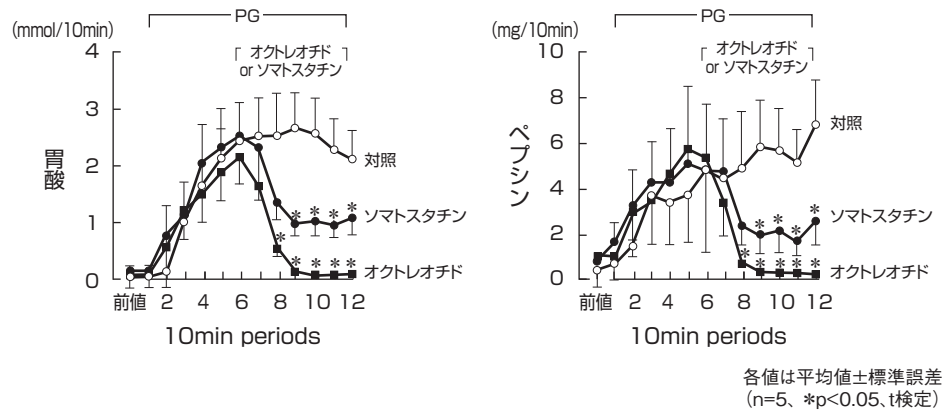 PG
(mmol/10min)
4
3
2
1
0
胃酸
オクトレオチド
or ソマトスタチン
対照
ソマトスタチン
オクトレオチド
* * * * *
* * * *
前値 2 4 6 8 10 12
10min periods
PG
(mg/10min)
10
8
6
4
2
0
ペプシン
オクトレオチド
or ソマトスタチン
対照
ソマトスタチン
オクトレオチド
* * * *
* * * * *
前値 2 4 6 8 10 12
10min periods
各値は平均値±標準誤差
(n=5、*p<0.05、t検定)